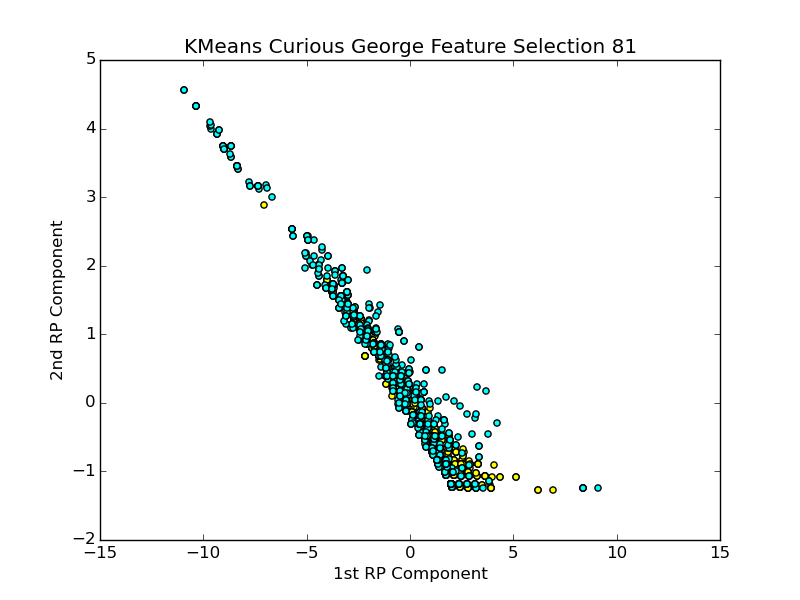 KMeans Curious George Feature Selection 81
5
4
3
2
1
0
−1
−2
2nd RP Component
−15 −10 −5 0 5 10 15
1st RP Component